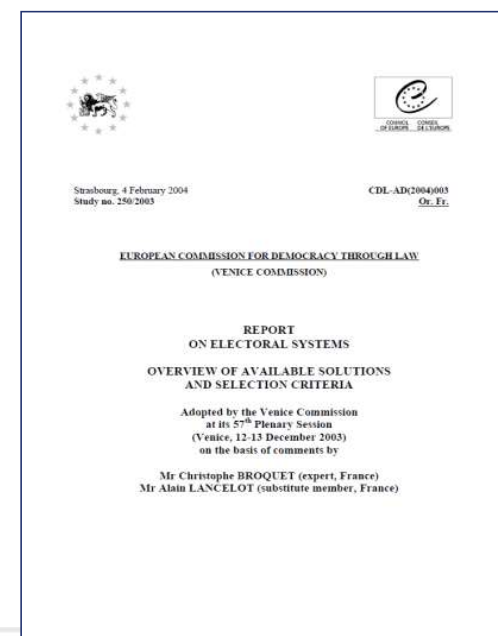 COUNCIL CONSEIL
OF EUROPE DE L'EUROPE
Strasbourg, 4 February 2004
Study no. 250/2003
CDL-AD(2004)003
Or. Fr.
EUROPEAN COMMISSION FOR DEMOCRACY THROUGH LAW
(VENICE COMMISSION)
REPORT
ON ELECTORAL SYSTEMS
OVERVIEW OF AVAILABLE SOLUTIONS
AND SELECTION CRITERIA
Adopted by the Venice Commission
at its 57th Plenary Session
(Venice, 12-13 December 2003)
on the basis of comments by
Mr Christophe BROQUET (expert, France)
Mr Alain LANCELOT (substitute member, France)